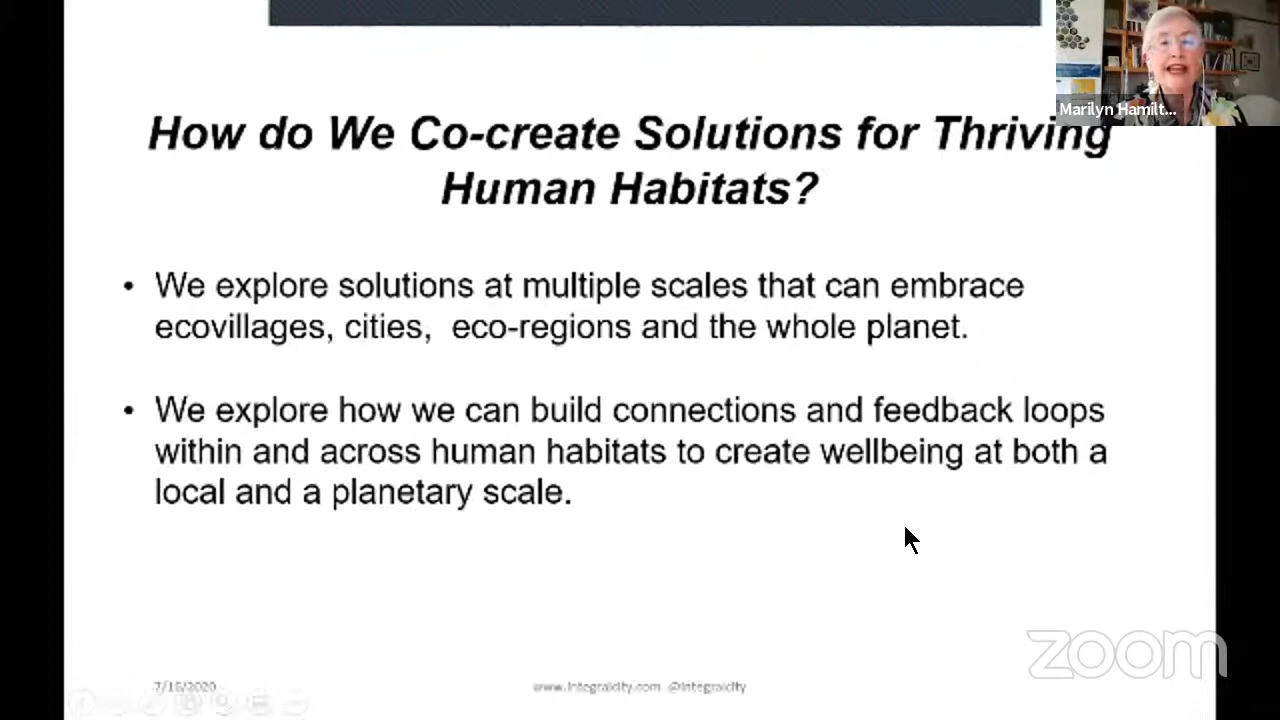 Marilyn Hamilt...
How do We Co-create Solutions for Thriving
Human Habitats?
• We explore solutions at multiple scales that can embrace
ecovillages, cities, eco-regions and the whole planet.
• We explore how we can build connections and feedback loops
within and across human habitats to create wellbeing at both a
local and a planetary scale.
zoom
7/16/2020 www.integralcity.com @integralcity